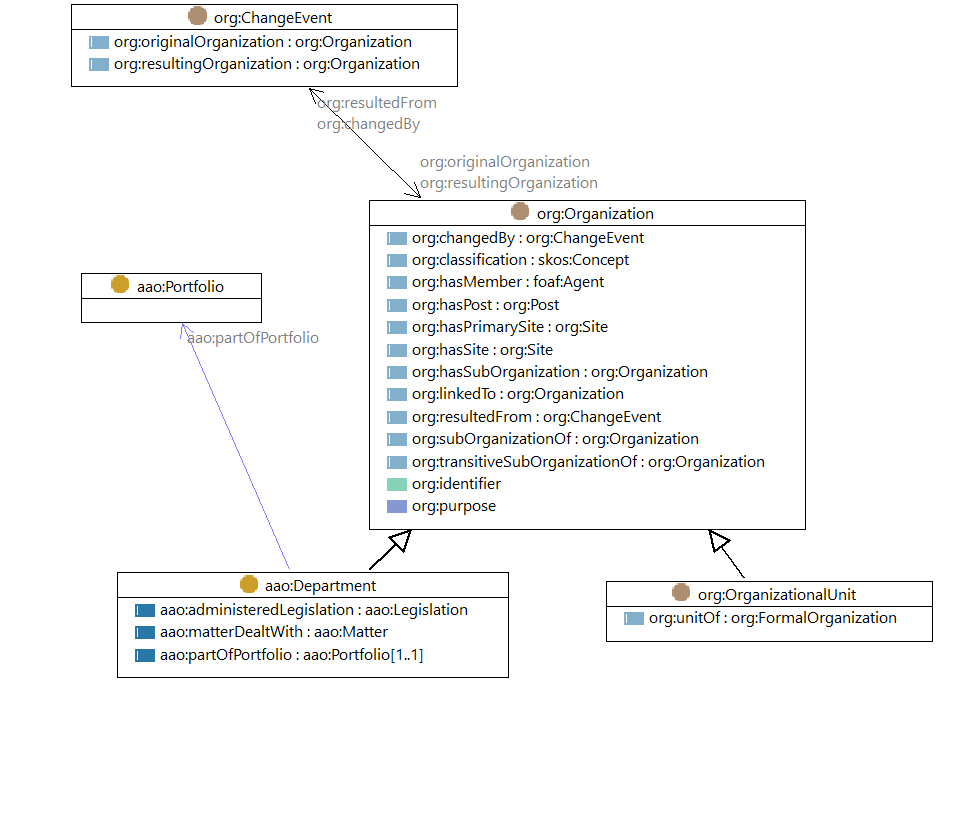 org:ChangeEvent
org:originalOrganization : org:Organization
org:resultingOrganization : org:Organization
org:resultedFrom
org:changedBy
org:originalOrganization
org:resultingOrganization
org:Organization
org:changedBy : org:ChangeEvent
org:classification : skos:Concept
org:hasMember : foaf:Agent
org:hasPost : org:Post
org:hasPrimarySite : org:Site
org:hasSite : org:Site
org:hasSubOrganization : org:Organization
org:linkedTo : org:Organization
org:resultedFrom : org:ChangeEvent
org:subOrganizationOf : org:Organization
org:transitiveSubOrganizationOf : org:Organization
org:identifier
org:purpose
aao:Portfolio
aao:partOfPortfolio
aao:Department
aao:administeredLegislation : aao:Legislation
aao:matterDealtWith : aao:Matter
aao:partOfPortfolio : aao:Portfolio[1..1]
org:OrganizationalUnit
org:unitOf : org:FormalOrganization